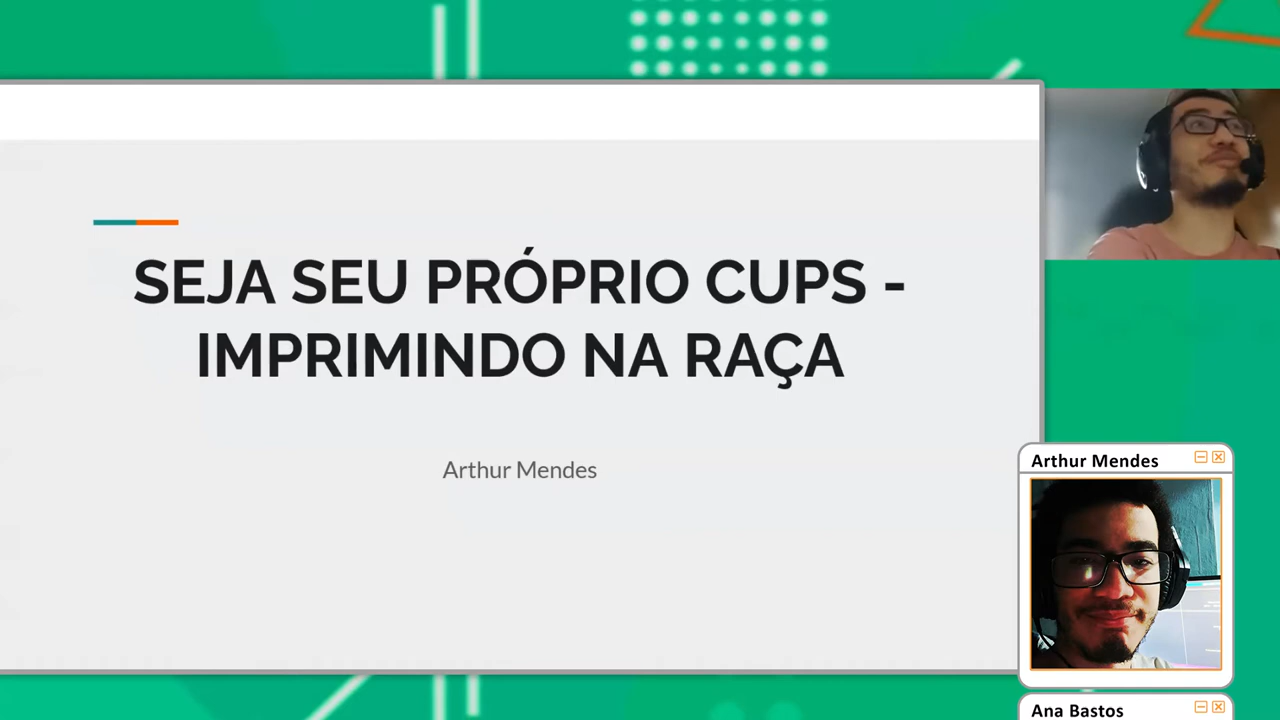 SEJA SEU PRÓPRIO CUPS -
IMPRIMINDO NA RAÇA
Arthur Mendes
Arthur Mendes
Ana Bastos